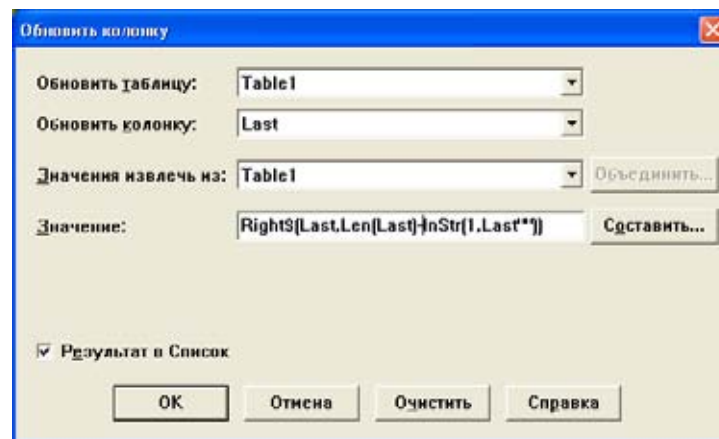 Обновить колонку
Обновить таблицу: Table1
Обновить колонку: Last
Значения извлечь из: Table1 Объединить...
Значение: Right$(Last,Len(Last)-InStr(1,Last"")) Составить...
Результат в Список
OK Отмена Очистить Справка